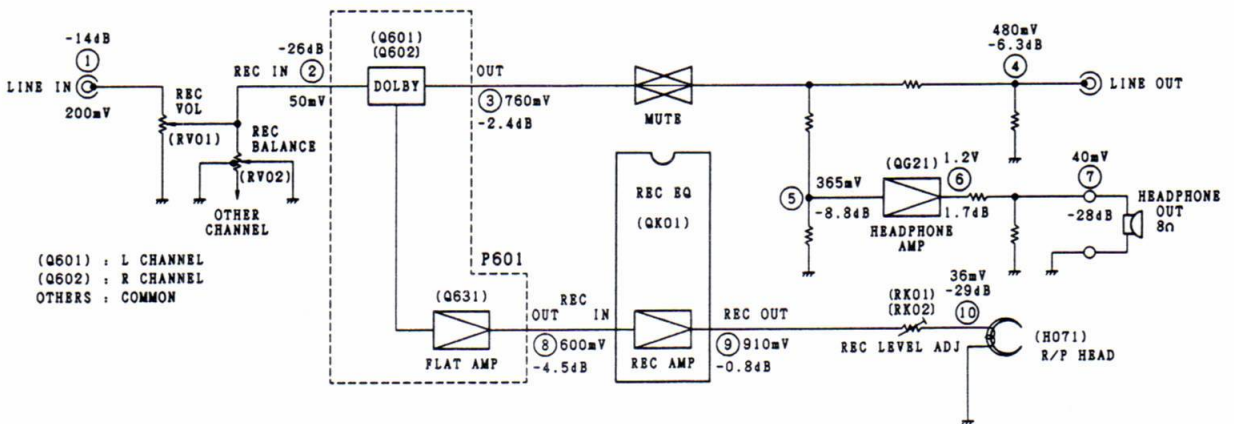 -14dB
①
LINE IN
200mV
REC
VOL
(RV01)
REC IN
-26dB
②
50mV
REC
BALANCE
(RV02)
OTHER
CHANNEL
(Q601)
(Q602)
DOLBY
OUT
③ 760mV
-2.4dB
MUTE
480mV
-6.3dB
④
LINE OUT
⑤
365mV
-8.8dB
(QG21)
HEADPHONE
AMP
1.2V
⑥
1.7dB
40mV
⑦
-28dB
HEADPHONE
OUT
8Ω
(Q601) : L CHANNEL
(Q602) : R CHANNEL
OTHERS : COMMON
P601
(Q631)
FLAT AMP
OUT
⑧ 600mV
-4.5dB
REC
IN
REC EQ
(QK01)
REC AMP
REC OUT
⑨ 910mV
-0.8dB
(RK01)
(RK02)
REC LEVEL ADJ
36mV
-29dB
⑩
(H071)
R/P HEAD